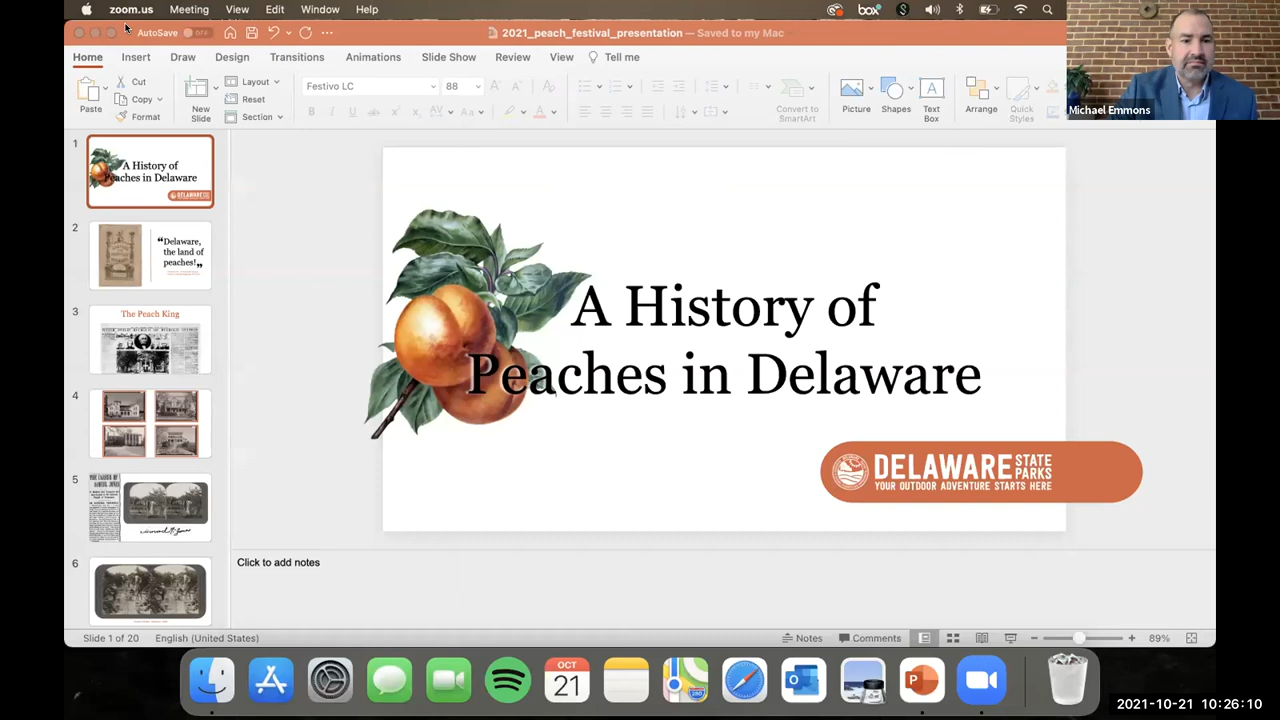 zoom.us Meeting View Edit Window Help box
AutoSave OFF 2021_peach_festival_presentation — Saved to my Mac
Home Insert Draw Design Transitions Animations Slide Show Review View Tell me
Paste Cut Copy Format New Slide Layout Reset Section Festivo LC 88 Convert to SmartArt Picture Shapes Text Box Arrange Quick Styles
Michael Emmons
1
A History of
Peaches in Delaware
2
“Delaware,
the land of
peaches!”
3
The Peach King
4
5
6
A History of
Peaches in Delaware
DELAWARE STATE PARKS
YOUR OUTDOOR ADVENTURE STARTS HERE
Click to add notes
Slide 1 of 20 English (United States) Notes Comments 89%
OCT
21
2021-10-21 10:26:10